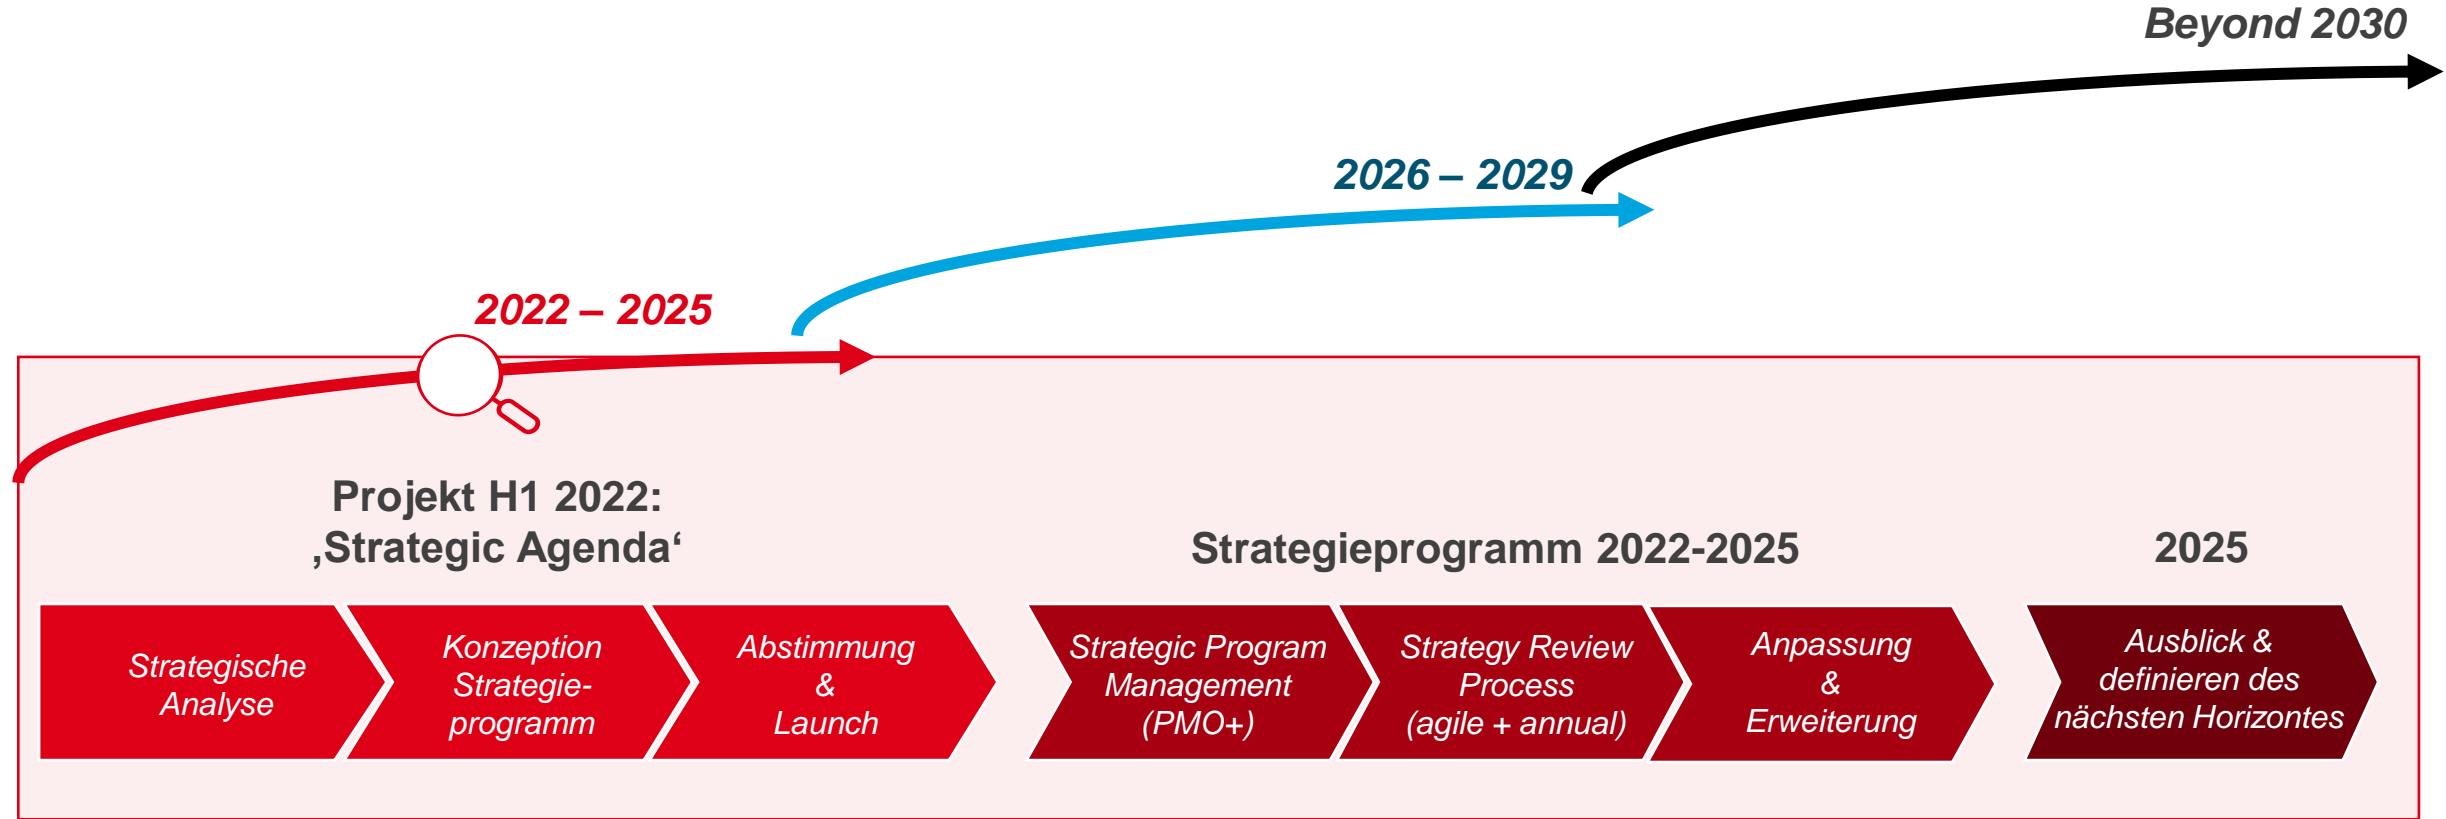 Beyond 2030
2026 – 2029
2022 – 2025
Projekt H1 2022:
‚Strategic Agenda‘
Strategieprogramm 2022-2025
2025
Strategische
Analyse
Konzeption
Strategie-
programm
Abstimmung
&
Launch
Strategic Program
Management
(PMO+)
Strategy Review
Process
(agile + annual)
Anpassung
&
Erweiterung
Ausblick &
definieren des
nächsten Horizontes